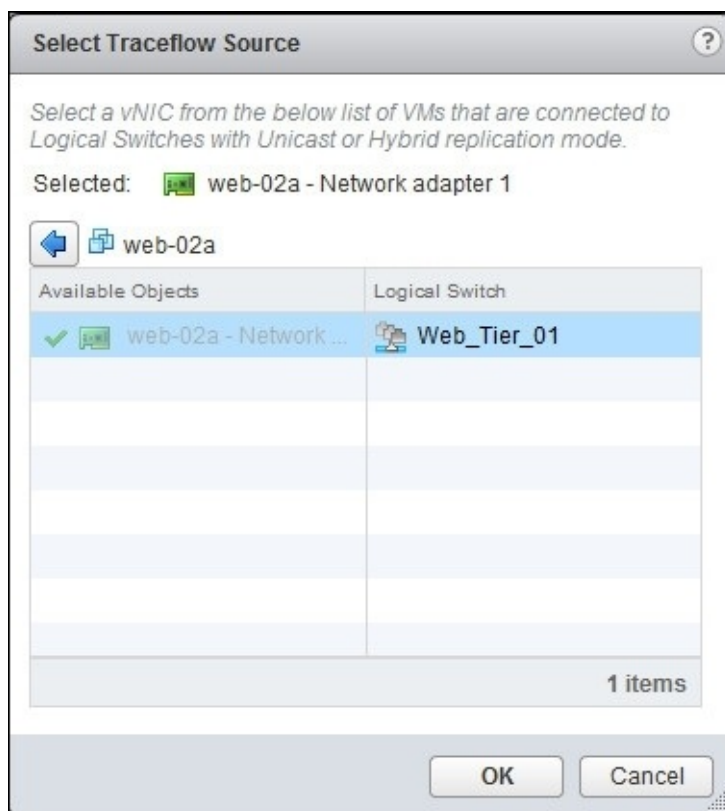 Select Traceflow Source
?
Select a vNIC from the below list of VMs that are connected to
Logical Switches with Unicast or Hybrid replication mode.
Selected: web-02a - Network adapter 1
web-02a
Available Objects Logical Switch
web-02a - Network ... Web_Tier_01
1 items
OK Cancel